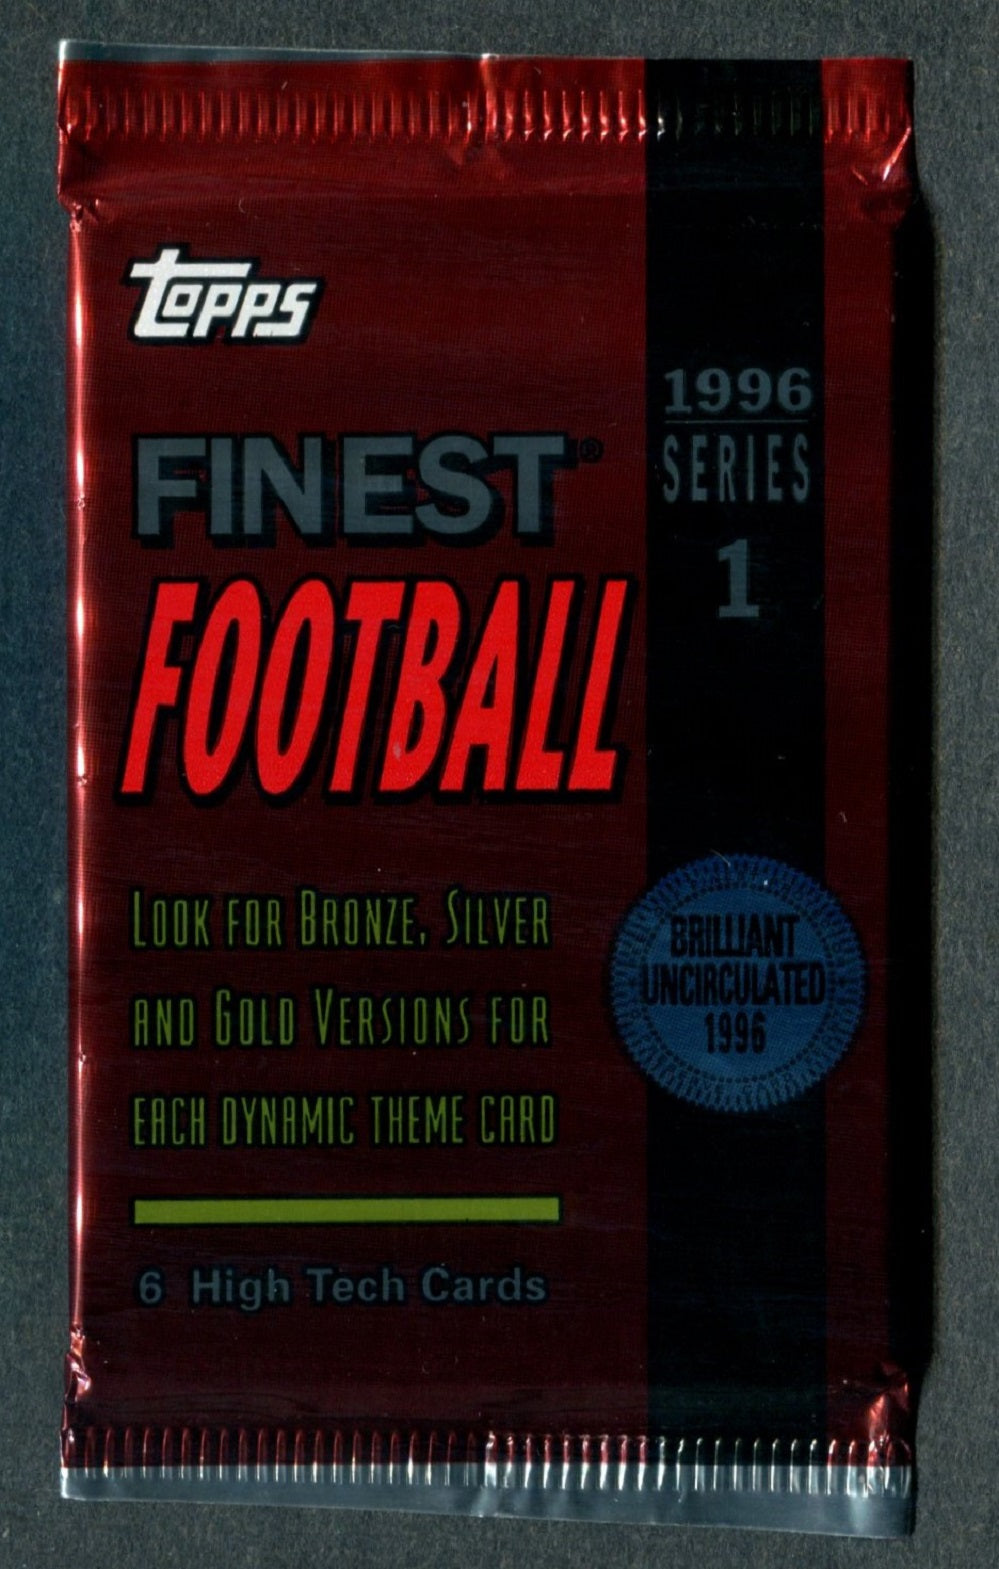 Topps
FINEST®
FOOTBALL
1996
SERIES
1
LOOK FOR BRONZE, SILVER
AND GOLD VERSIONS FOR
EACH DYNAMIC THEME CARD
BRILLIANT
UNCIRCULATED
1996
6 High Tech Cards